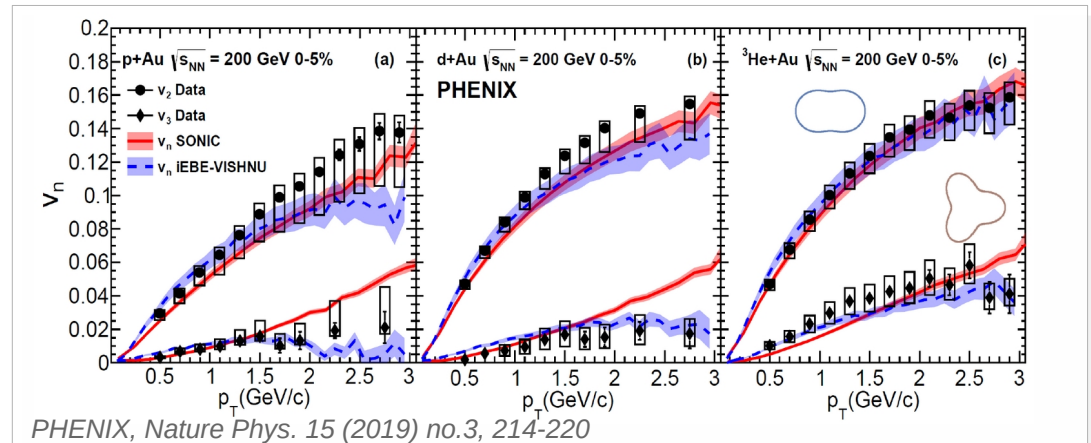 p+Au √sNN = 200 GeV 0-5% (a)
v2 Data
v3 Data
vn SONIC
vn iEBE-VISHNU
d+Au √sNN = 200 GeV 0-5% (b)
PHENIX
3He+Au √sNN = 200 GeV 0-5% (c)
vn
0.2
0.18
0.16
0.14
0.12
0.1
0.08
0.06
0.04
0.02
0
0.5 1 1.5 2 2.5 3
0.5 1 1.5 2 2.5 3
0.5 1 1.5 2 2.5 3
pT(GeV/c)
pT(GeV/c)
pT(GeV/c)
PHENIX, Nature Phys. 15 (2019) no.3, 214-220